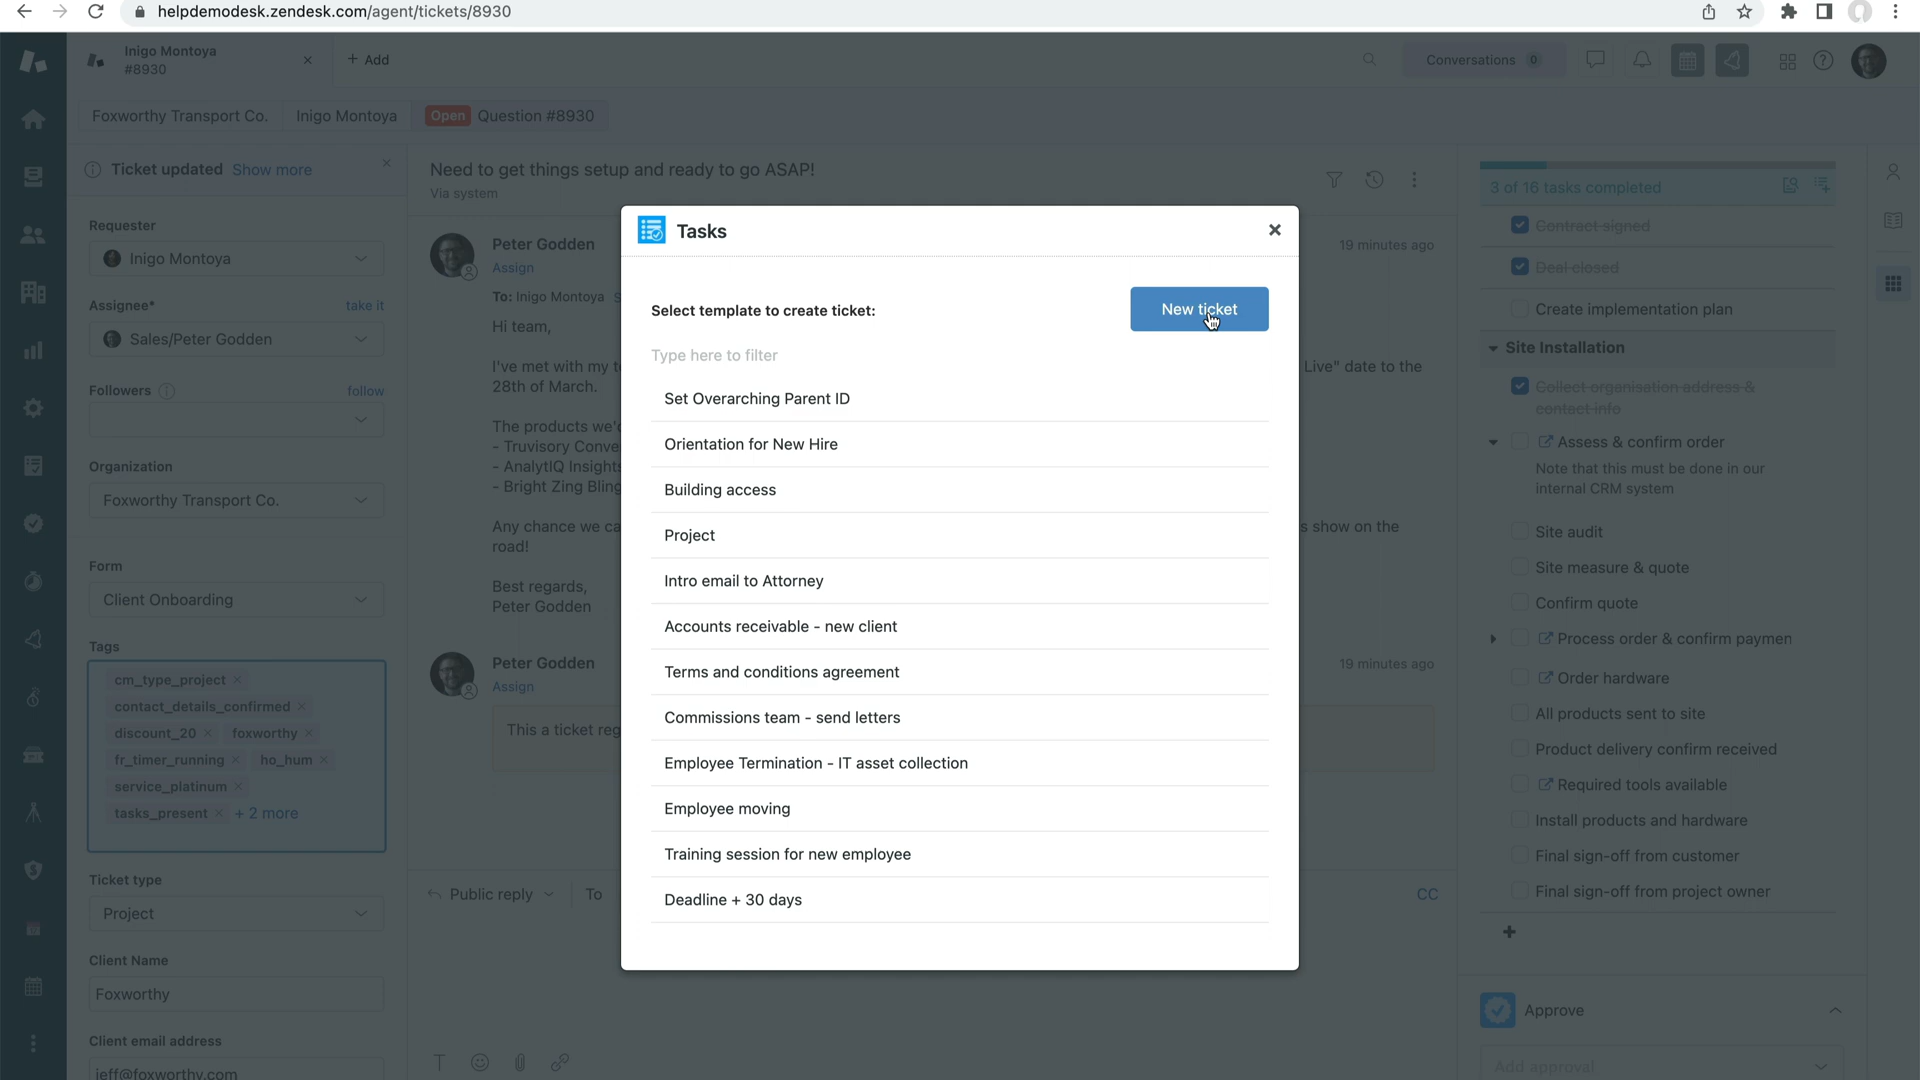 helpdemodesk.zendesk.com/agent/tickets/8930
Inigo Montoya
#8930
+ Add
Conversations 0
Foxworthy Transport Co.
Inigo Montoya
Open Question #8930
Ticket updated Show more
Requester
Inigo Montoya
Assignee*
take it
Sales/Peter Godden
Followers
follow
Organization
Foxworthy Transport Co.
Form
Client Onboarding
Tags
cm_type_project ×
contact_details_confirmed ×
discount_20 × foxworthy ×
fr_timer_running × ho_hum ×
service_platinum ×
tasks_present × + 2 more
Ticket type
Project
Client Name
Foxworthy
Client email address
jeff@foxworthy.com
Need to get things setup and ready to go ASAP!
Via system
Peter Godden
19 minutes ago
Assign
To: Inigo Montoya
Hi team,
I've met with my
Live" date to the
28th of March.
The products we'd
- Truvisory
- AnalytIQ Insights
- Bright Zing Bling
Any chance we
s show on the
road!
Best regards,
Peter Godden
Peter Godden
19 minutes ago
Assign
This a ticket
Public reply
To
CC
Tasks
Select template to create ticket:
New ticket
Type here to filter
Set Overarching Parent ID
Orientation for New Hire
Building access
Project
Intro email to Attorney
Accounts receivable - new client
Terms and conditions agreement
Commissions team - send letters
Employee Termination - IT asset collection
Employee moving
Training session for new employee
Deadline + 30 days
3 of 16 tasks completed
Contract signed
Deal closed
Create implementation plan
Site Installation
Collect organisation address &
contact info
Assess & confirm order
Note that this must be done in our
internal CRM system
Site audit
Site measure & quote
Confirm quote
Process order & confirm paymen
Order hardware
All products sent to site
Product delivery confirm received
Required tools available
Install products and hardware
Final sign-off from customer
Final sign-off from project owner
Approve
Add approval